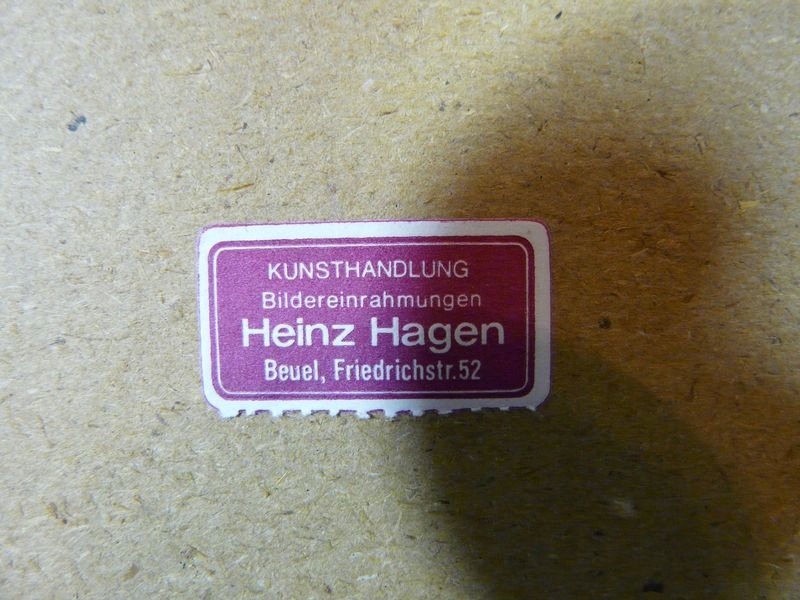 KUNSTHANDLUNG
Bildereinrahmungen
Heinz Hagen
Beuel, Friedrichstr.52